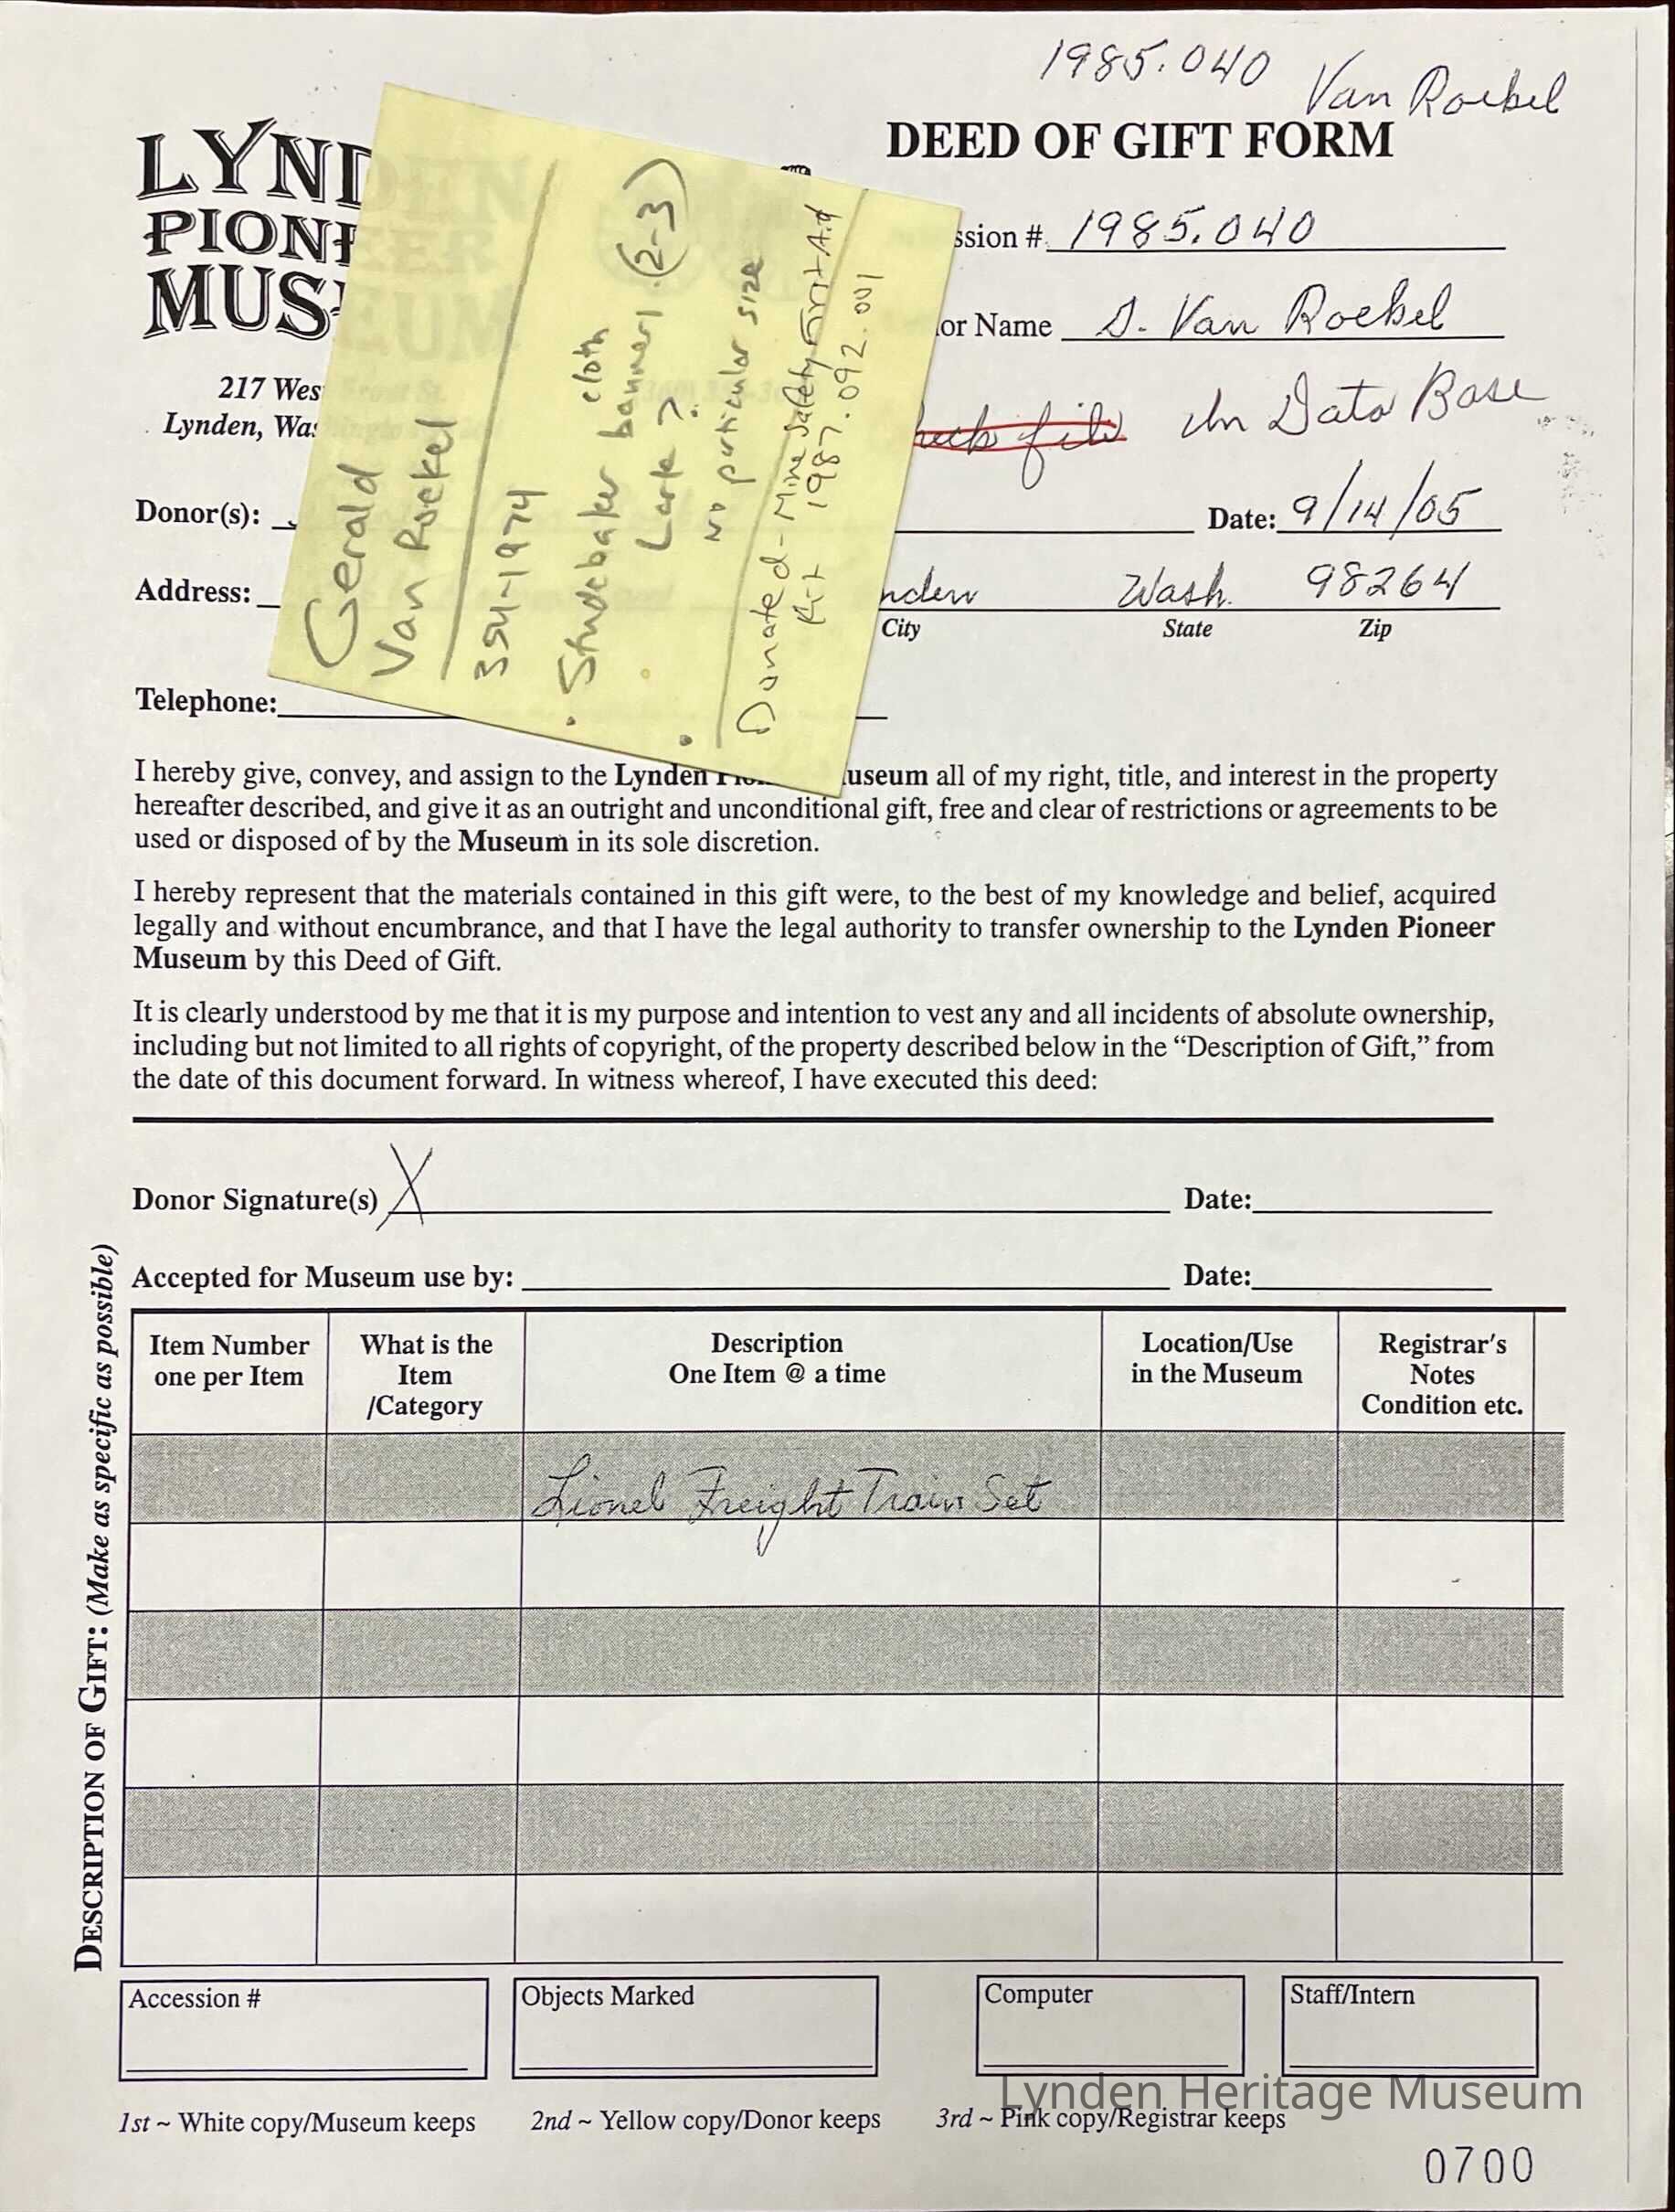 1985.040 Van Roekel
LYND
PIONE
MUS
DEED OF GIFT FORM
ssion # 1985.040
or Name D. Van Roekel
217 Wes
Lynden, Was
heck file In Data Base
Donor(s):
Date: 9/14/05
Address:
nden Wash. 98264
City State Zip
Telephone:
Gerald
Van Roekel
354-1974
• Studebaker cloth
banners (2-3)
Lark ?
• No particular size
Donated - Mine Safety First Aid
Kit 1987.092.001
I hereby give, convey, and assign to the Lynden Pio useum all of my right, title, and interest in the property
hereafter described, and give it as an outright and unconditional gift, free and clear of restrictions or agreements to be
used or disposed of by the Museum in its sole discretion.
I hereby represent that the materials contained in this gift were, to the best of my knowledge and belief, acquired
legally and without encumbrance, and that I have the legal authority to transfer ownership to the Lynden Pioneer
Museum by this Deed of Gift.
It is clearly understood by me that it is my purpose and intention to vest any and all incidents of absolute ownership,
including but not limited to all rights of copyright, of the property described below in the “Description of Gift,” from
the date of this document forward. In witness whereof, I have executed this deed:
Donor Signature(s) X Date:
Accepted for Museum use by: Date:
DESCRIPTION OF GIFT: (Make as specific as possible)
Item Number What is the Description Location/Use Registrar's
one per Item Item One Item @ a time in the Museum Notes
/Category Condition etc.
Lionel Freight Train Set
Accession # Objects Marked Computer Staff/Intern
Lynden Heritage Museum
1st ~ White copy/Museum keeps 2nd ~ Yellow copy/Donor keeps 3rd ~ Pink copy/Registrar keeps
0700